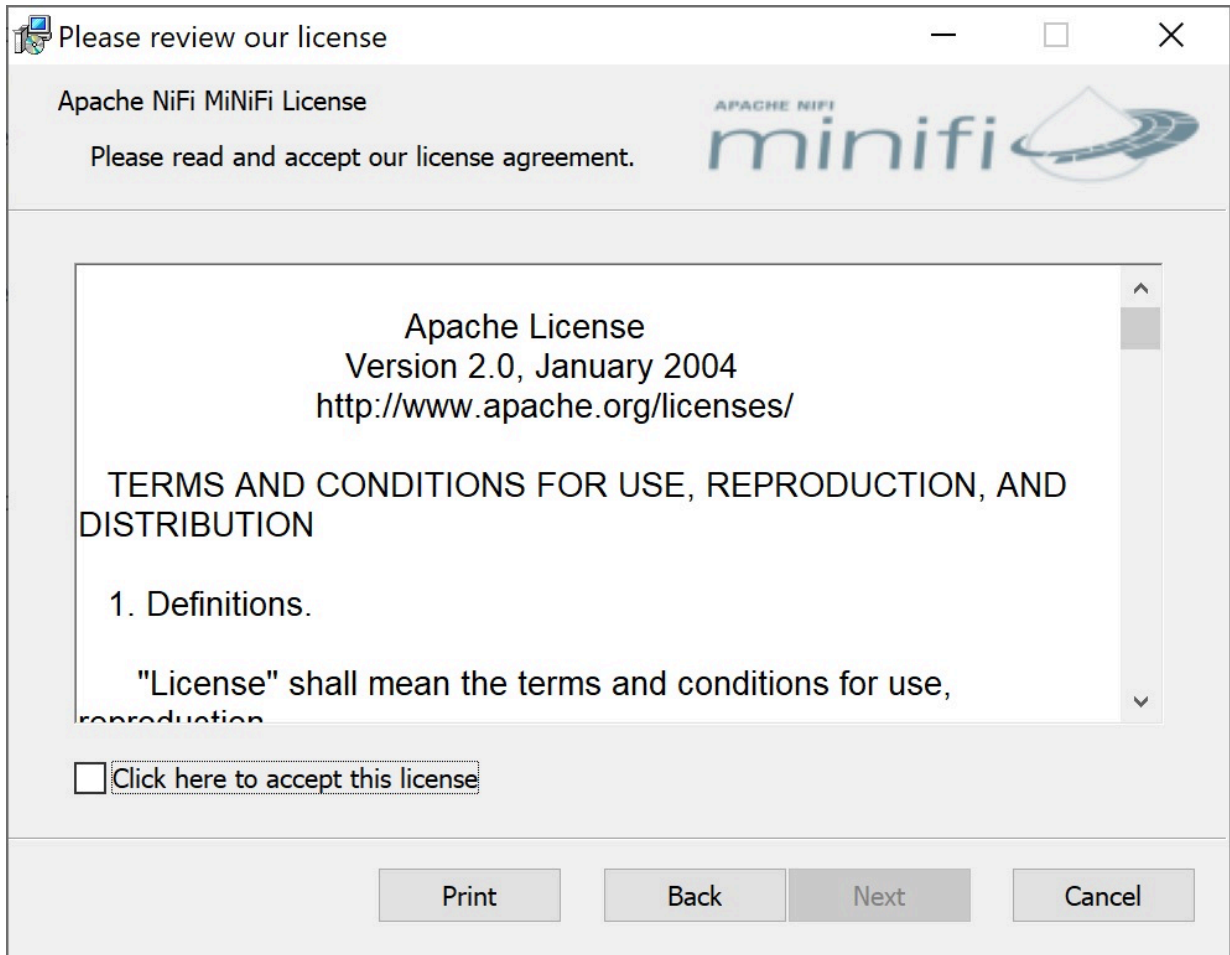 Please review our license
Apache NiFi MiNiFi License
Please read and accept our license agreement.
APACHE NIFI
minifi
Apache License
Version 2.0, January 2004
http://www.apache.org/licenses/
TERMS AND CONDITIONS FOR USE, REPRODUCTION, AND
DISTRIBUTION
1. Definitions.
"License" shall mean the terms and conditions for use,
reproduction
Click here to accept this license
Print
Back
Next
Cancel